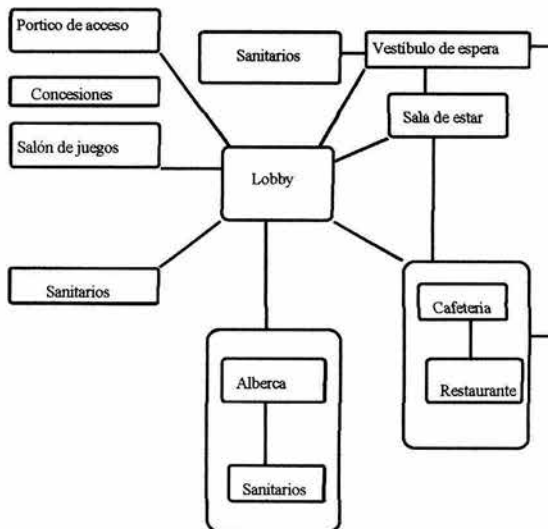 Portico de acceso
Sanitarios
Vestíbulo de espera
Concesiones
Sala de estar
Salón de juegos
Lobby
Sanitarios
Cafeteria
Alberca
Restaurante
Sanitarios